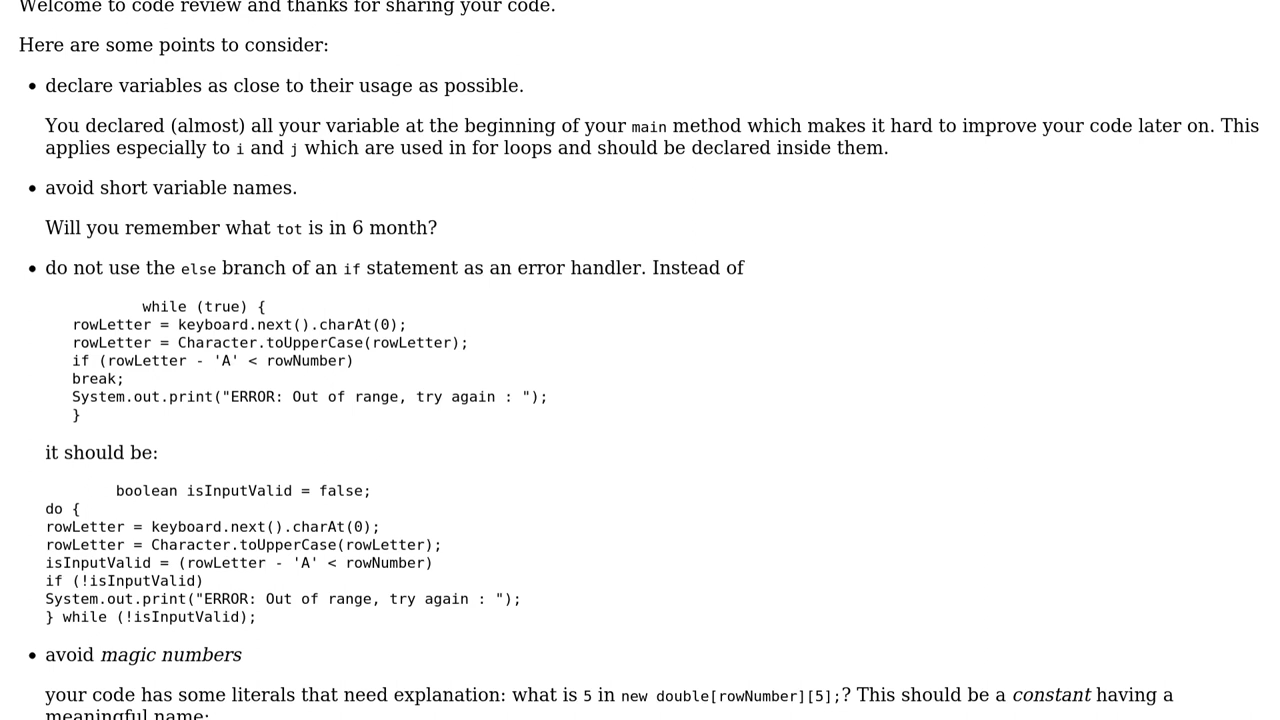 Welcome to code review and thanks for sharing your code.
Here are some points to consider:
• declare variables as close to their usage as possible.
You declared (almost) all your variable at the beginning of your main method which makes it hard to improve your code later on. This
applies especially to i and j which are used in for loops and should be declared inside them.
• avoid short variable names.
Will you remember what tot is in 6 month?
• do not use the else branch of an if statement as an error handler. Instead of
while (true) {
rowLetter = keyboard.next().charAt(0);
rowLetter = Character.toUpperCase(rowLetter);
if (rowLetter - 'A' < rowNumber)
break;
System.out.print("ERROR: Out of range, try again : ");
}
it should be:
boolean isInputValid = false;
do {
rowLetter = keyboard.next().charAt(0);
rowLetter = Character.toUpperCase(rowLetter);
isInputValid = (rowLetter - 'A' < rowNumber)
if (!isInputValid)
System.out.print("ERROR: Out of range, try again : ");
} while (!isInputValid);
• avoid magic numbers
your code has some literals that need explanation: what is 5 in new double[rowNumber][5];? This should be a constant having a
meaningful name: